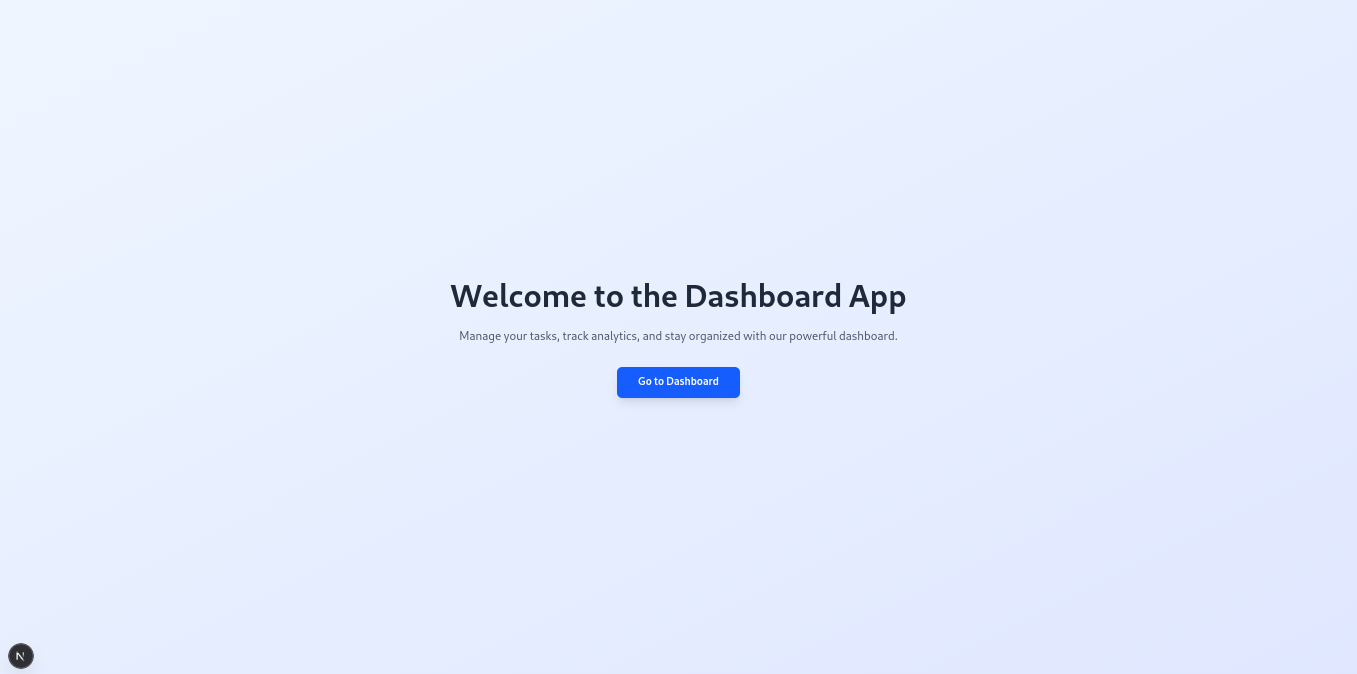 Welcome to the Dashboard App
Manage your tasks, track analytics, and stay organized with our powerful dashboard.
Go to Dashboard
N